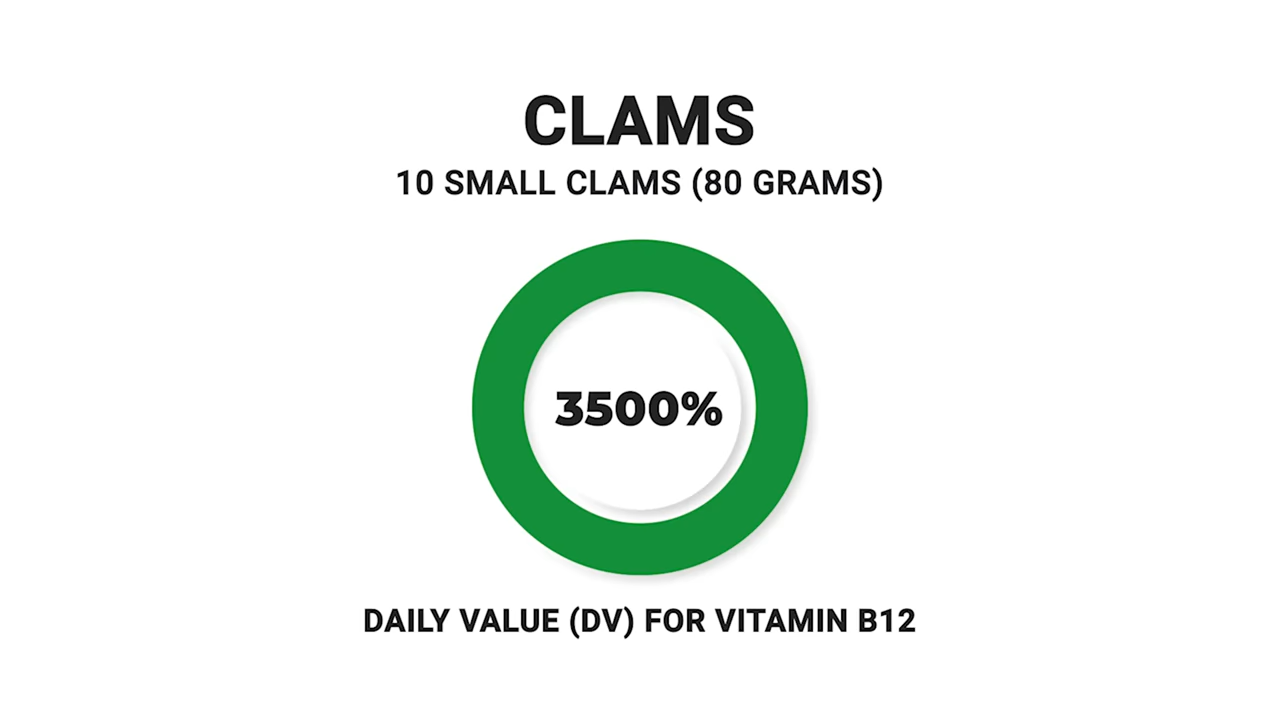 CLAMS
10 SMALL CLAMS (80 GRAMS)
3500%
DAILY VALUE (DV) FOR VITAMIN B12